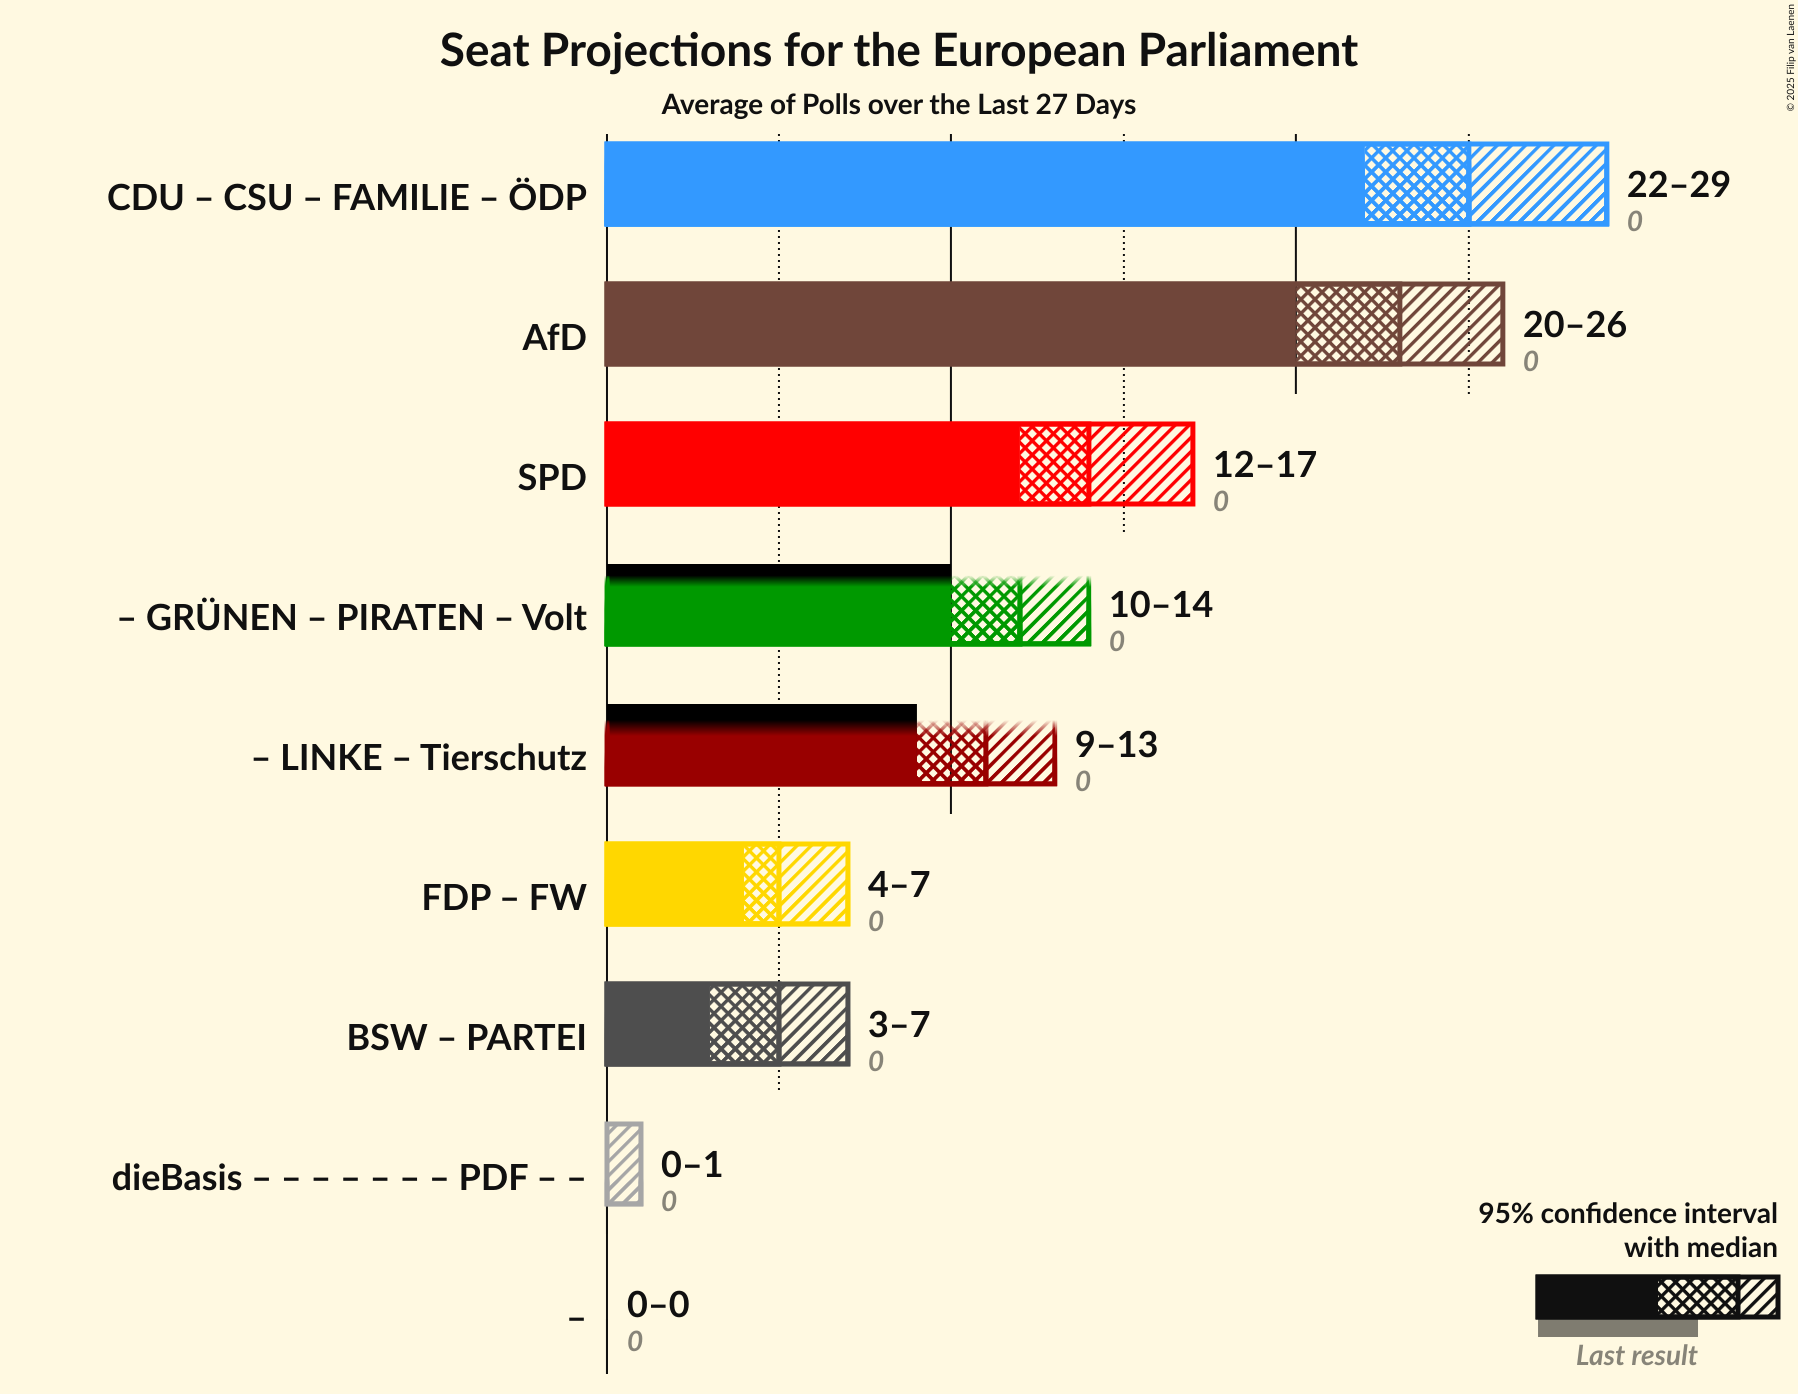 Seat Projections for the European Parliament
Average of Polls over the Last 27 Days
© 2025 Filip van Laenen
CDU – CSU – FAMILIE – ÖDP
22–29
0
AfD
20–26
0
SPD
12–17
0
– GRÜNEN – PIRATEN – Volt
10–14
0
– LINKE – Tierschutz
9–13
0
FDP – FW
4–7
0
BSW – PARTEI
3–7
0
dieBasis – – – – – – – PDF – –
0–1
0
–
0–0
0
95% confidence interval
with median
Last result